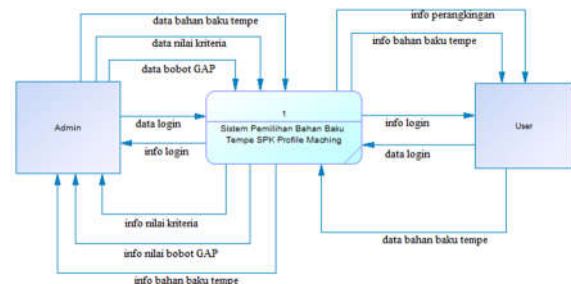 data bahan baku tempe
info perangkingan
data nilai kriteria
info bahan baku tempe
data bobot GAP
Admin
1
Sistem Pemilihan Bahan Baku
Tempe SPK Profile Maching
User
data login
info login
info login
data login
info nilai kriteria
data bahan baku tempe
info nilai bobot GAP
info bahan baku tempe